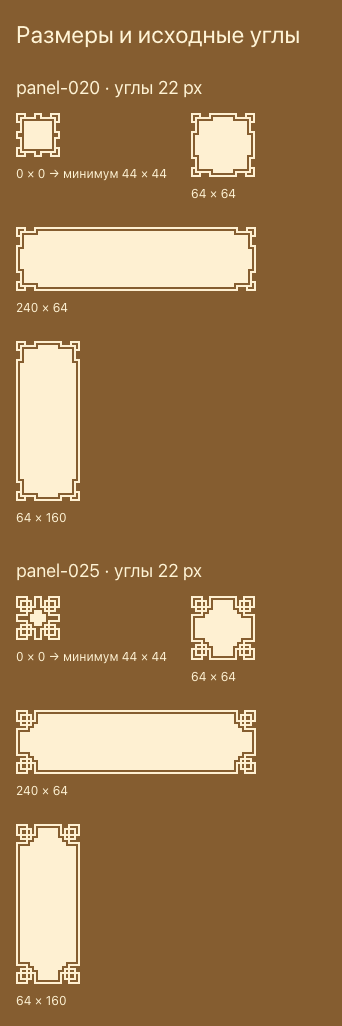 Размеры и исходные углы
panel-020 · углы 22 px
0 × 0 → минимум 44 × 44
64 × 64
240 × 64
64 × 160
panel-025 · углы 22 px
0 × 0 → минимум 44 × 44
64 × 64
240 × 64
64 × 160